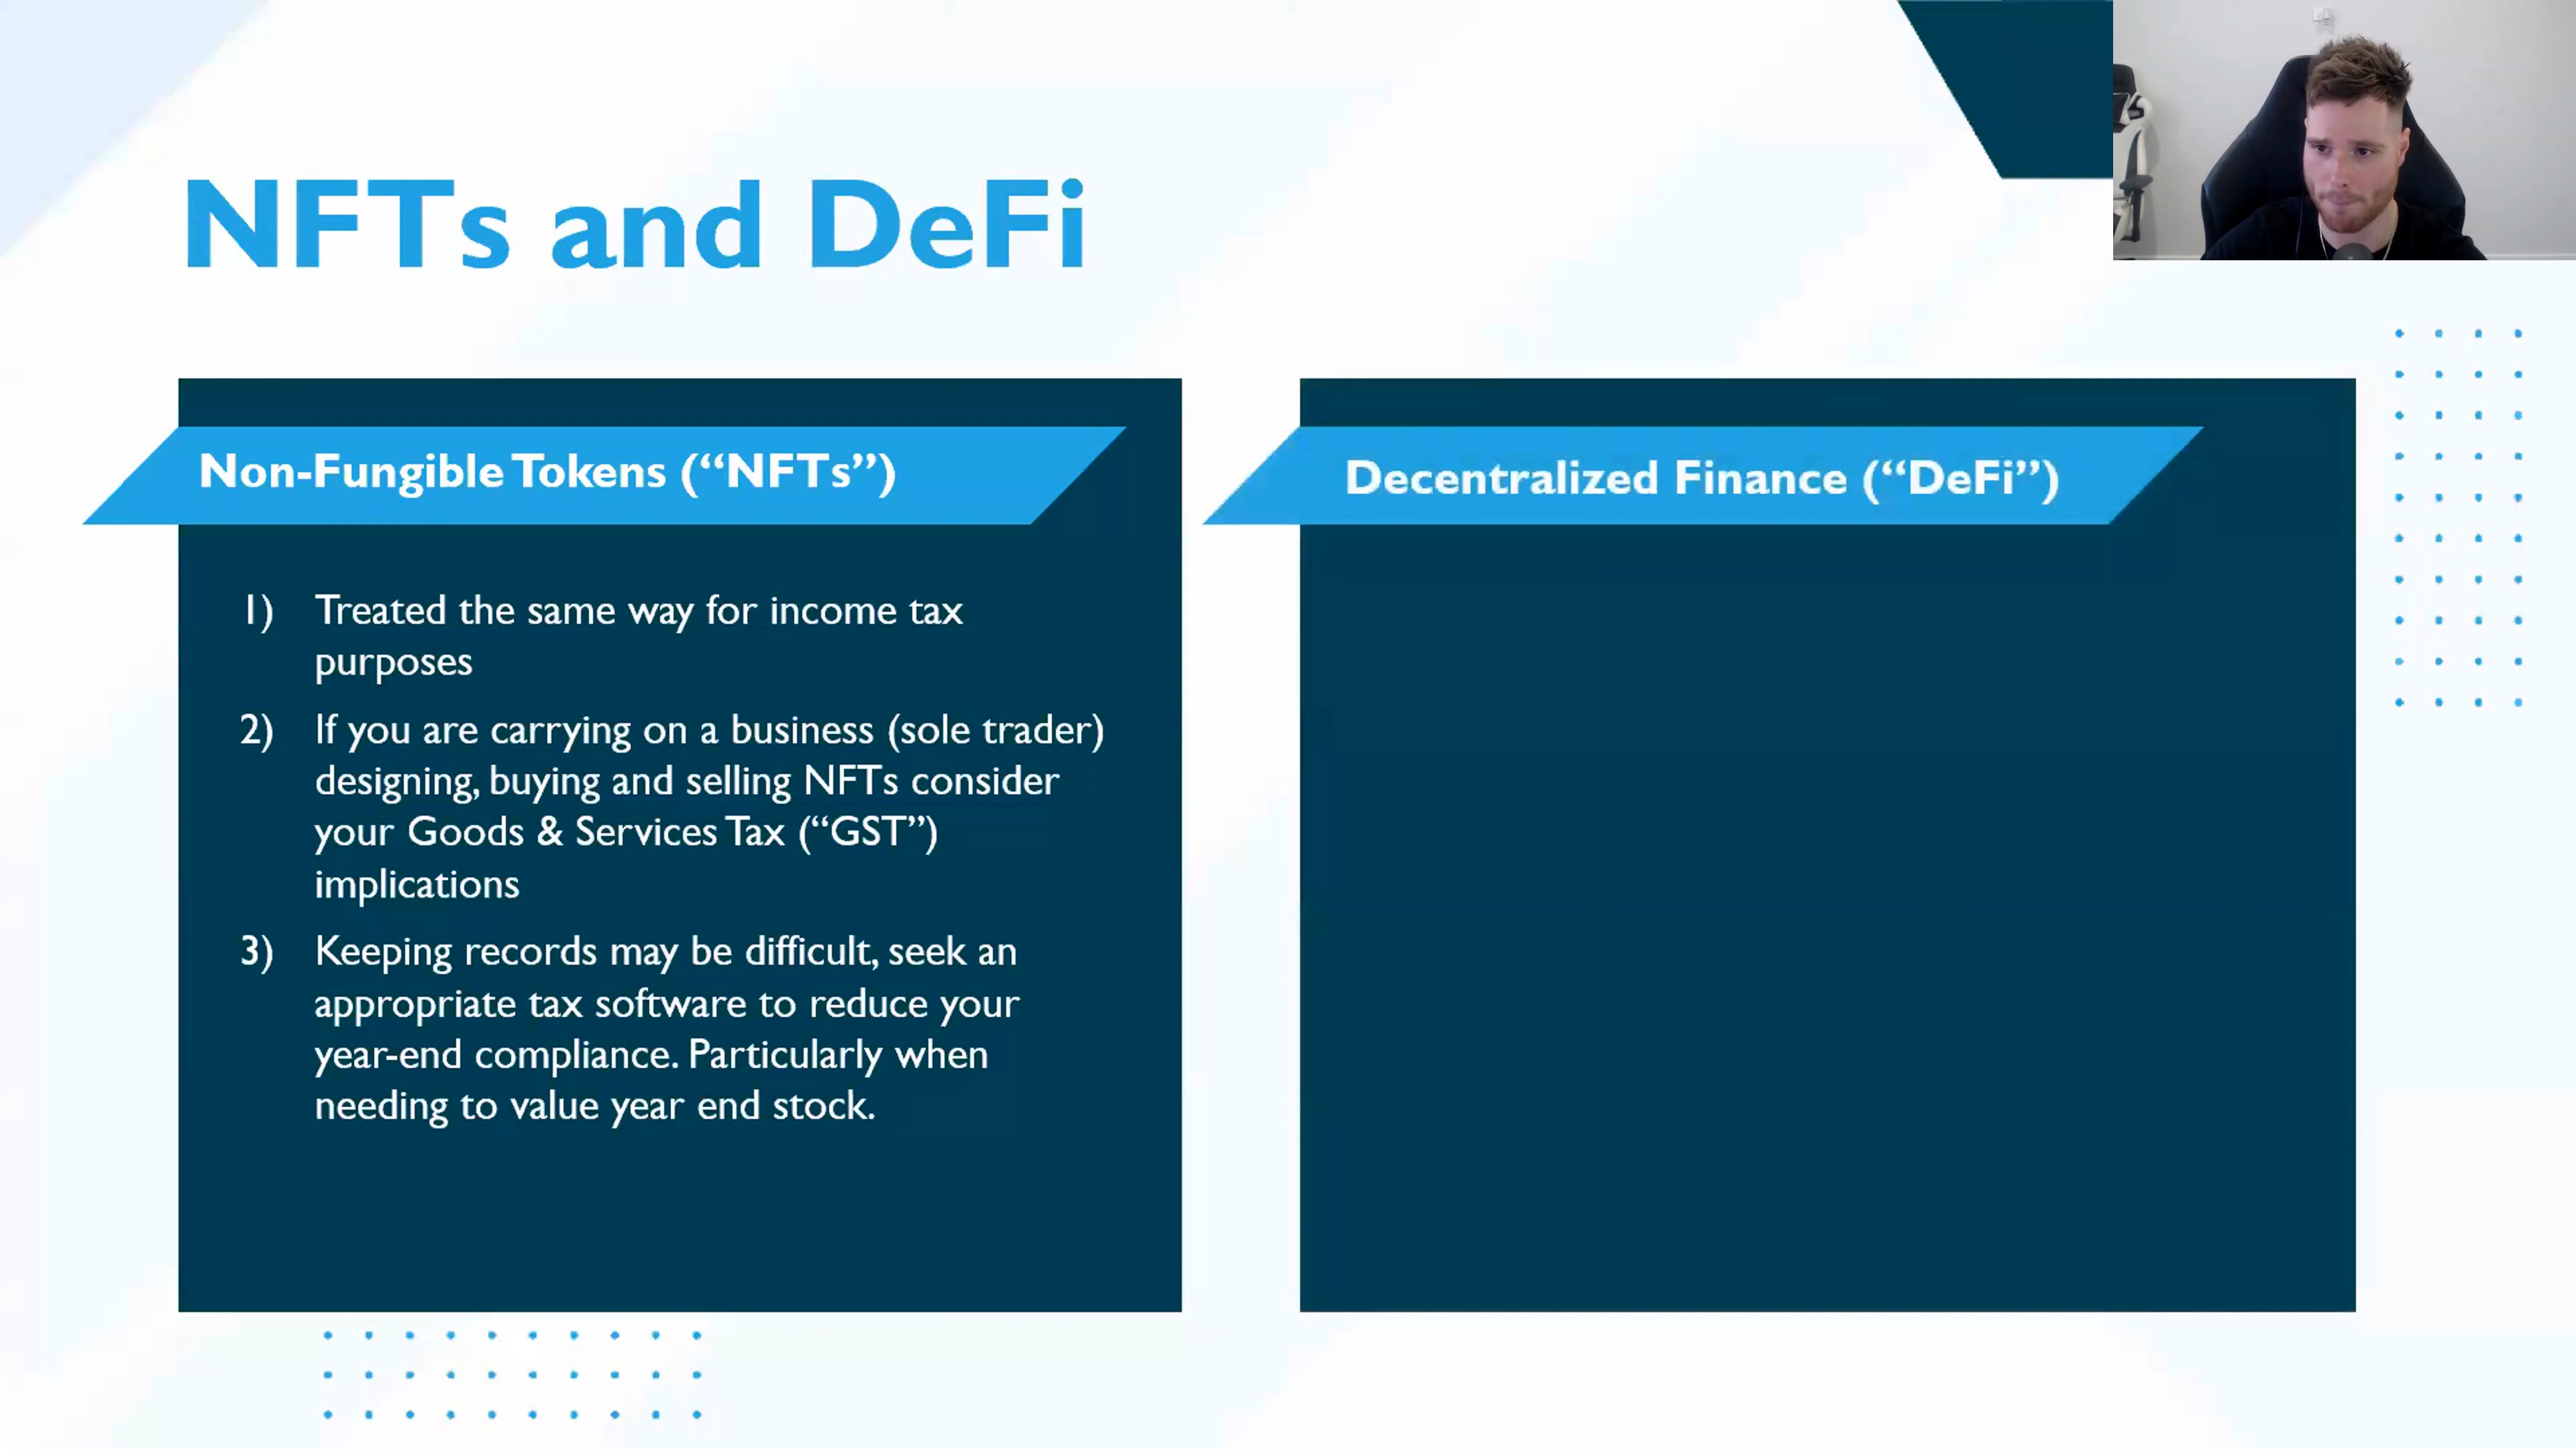 NFTs and DeFi
Non-Fungible Tokens (“NFTs”)
1) Treated the same way for income tax
purposes
2) If you are carrying on a business (sole trader)
designing, buying and selling NFTs consider
your Goods & Services Tax (“GST”)
implications
3) Keeping records may be difficult, seek an
appropriate tax software to reduce your
year-end compliance. Particularly when
needing to value year end stock.
Decentralized Finance (“DeFi”)